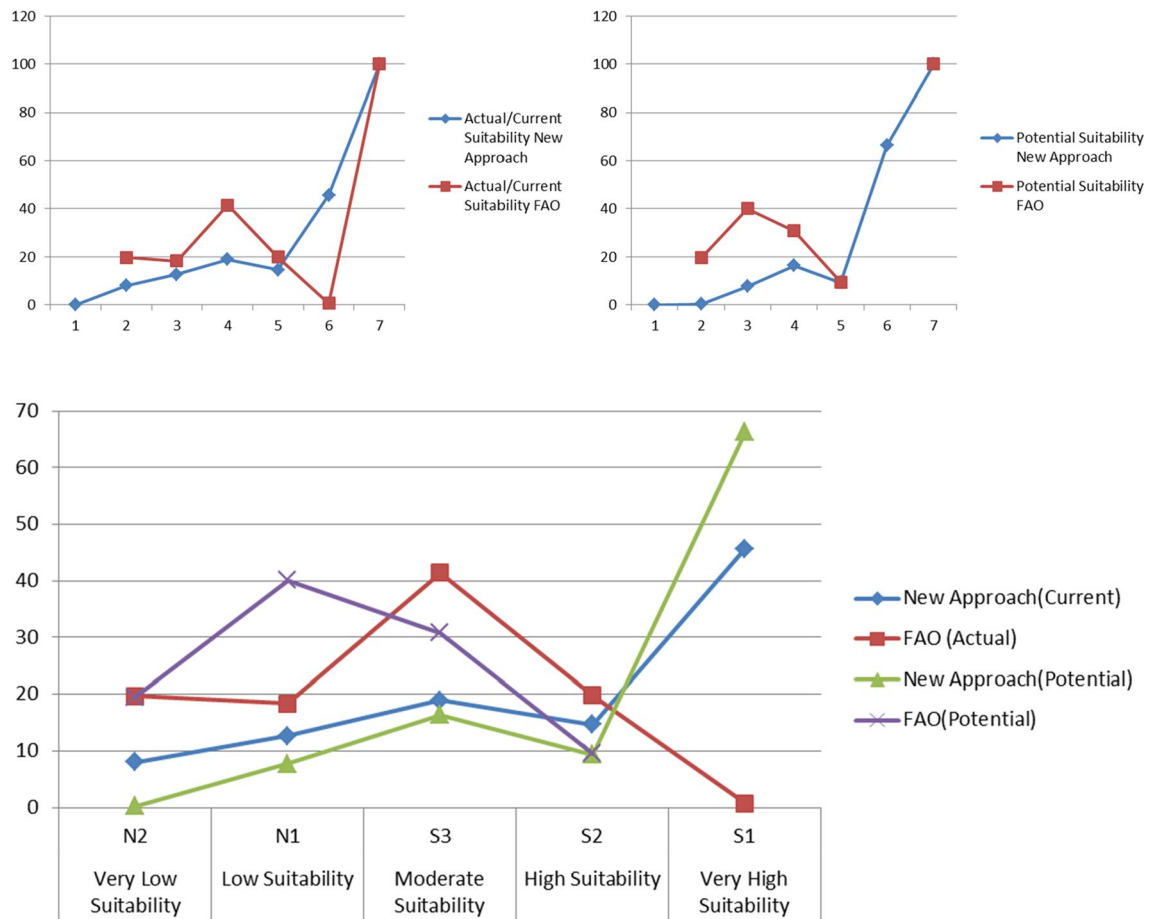 120
100
80
60
40
20
0
1 2 3 4 5 6 7
Actual/Current
Suitability New
Approach
Actual/Current
Suitability FAO
120
100
80
60
40
20
0
1 2 3 4 5 6 7
Potential Suitability
New Approach
Potential Suitability
FAO
70
60
50
40
30
20
10
0
N2 N1 S3 S2 S1
Very Low Low Suitability Moderate High Suitability Very High
Suitability Suitability Suitability
New Approach(Current)
FAO (Actual)
New Approach(Potential)
FAO(Potential)